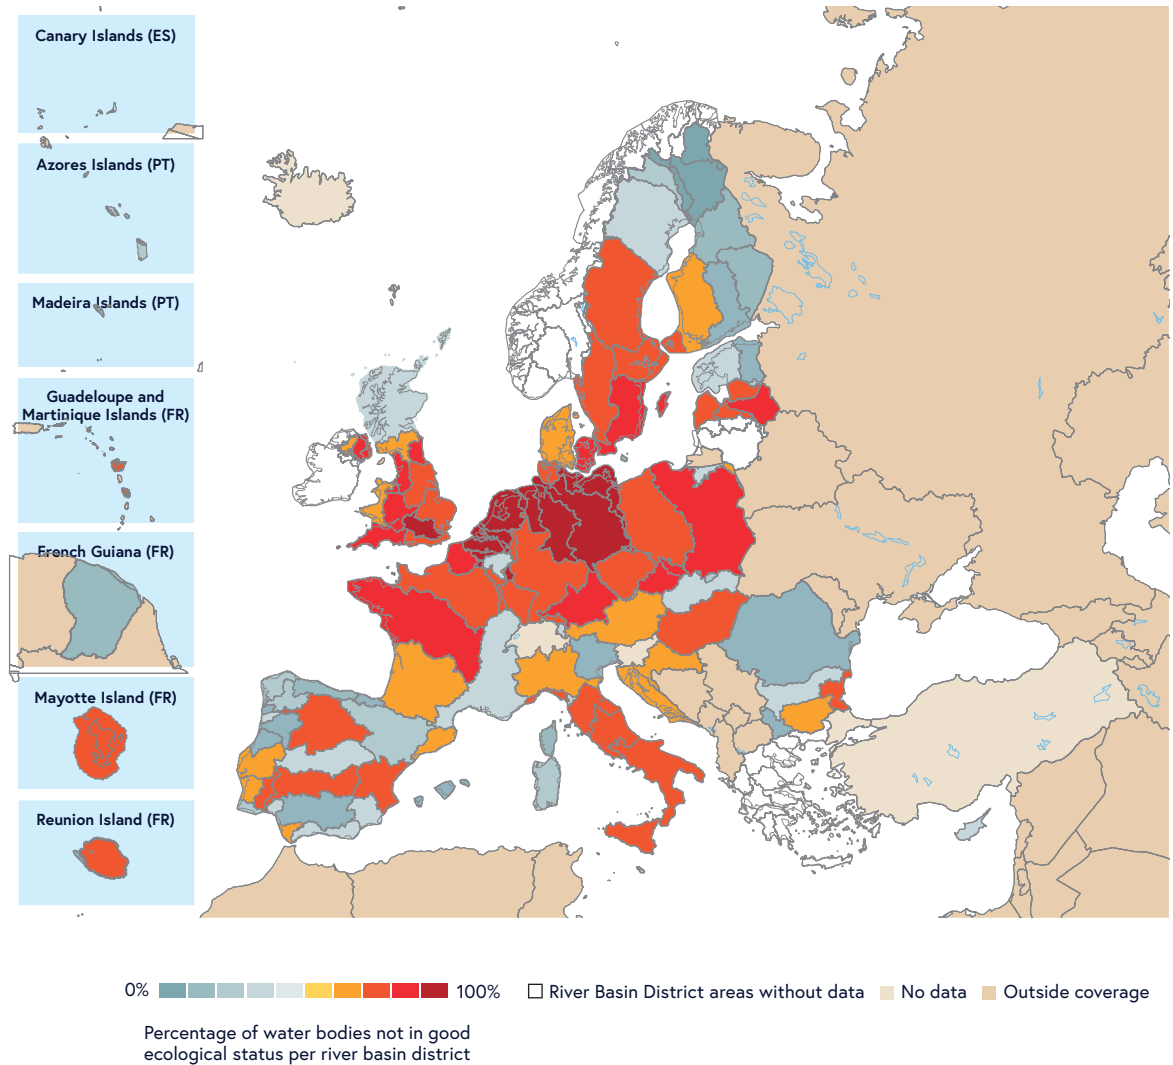 Canary Islands (ES)
Azores Islands (PT)
Madeira Islands (PT)
Guadeloupe and
Martinique Islands (FR)
French Guiana (FR)
Mayotte Island (FR)
Reunion Island (FR)
0%
100%
River Basin District areas without data
No data
Outside coverage
Percentage of water bodies not in good
ecological status per river basin district